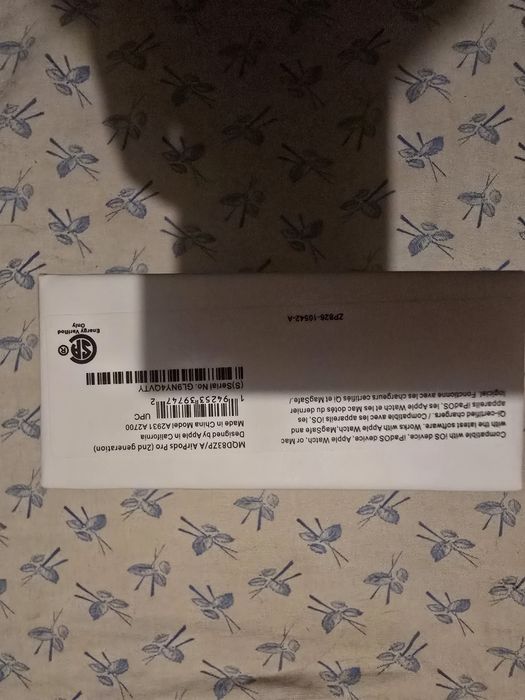 MQD83ZP/A AirPods Pro (2nd generation)
Designed by Apple in California
Made in China Model A2931 A2700
UPC
1 94253 39747 2
(S)Serial No. GL9NY4QVTY
Energy Verified
Only
Compatible with iOS device, iPadOS device, Apple Watch, or Mac
with the latest software. Works with Apple Watch, MagSafe and
Qi-certified chargers. / Compatible avec les appareils iOS, les
appareils iPadOS, les Apple Watch et les Mac dotés du dernier
logiciel. Fonctionne avec les chargeurs certifiés Qi et MagSafe /
ZP826-10542-A